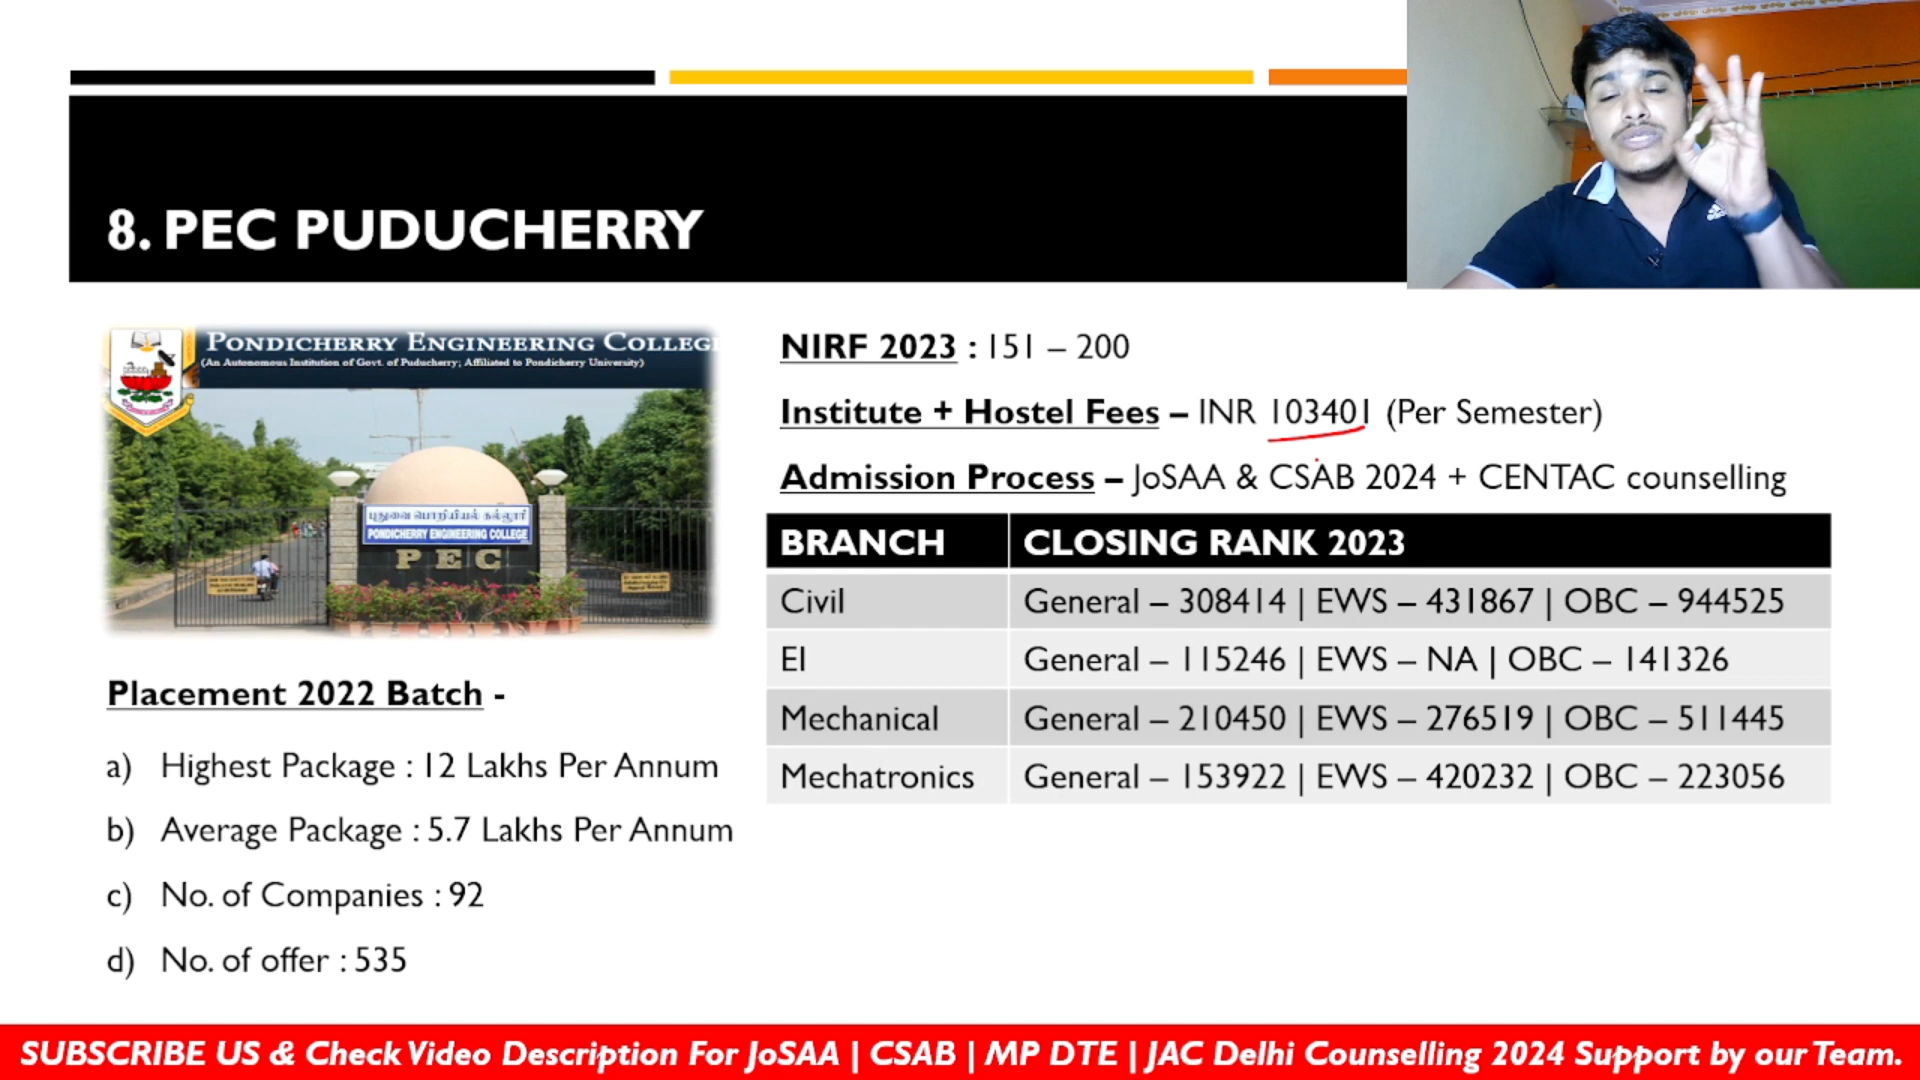 8. PEC PUDUCHERRY
PONDICHERRY ENGINEERING COLLEGE
(An Autonomous Institution of Govt. of Puducherry; Affiliated to Pondicherry University)
புதுவை பொறியியல் கல்லூரி
PONDICHERRY ENGINEERING COLLEGE
PEC
Placement 2022 Batch -
a) Highest Package : 12 Lakhs Per Annum
b) Average Package : 5.7 Lakhs Per Annum
c) No. of Companies : 92
d) No. of offer : 535
NIRF 2023 : 151 – 200
Institute + Hostel Fees – INR 103401 (Per Semester)
Admission Process – JoSAA & CSAB 2024 + CENTAC counselling
BRANCH CLOSING RANK 2023
Civil General – 308414 | EWS – 431867 | OBC – 944525
EI General – 115246 | EWS – NA | OBC – 141326
Mechanical General – 210450 | EWS – 276519 | OBC – 511445
Mechatronics General – 153922 | EWS – 420232 | OBC – 223056
SUBSCRIBE US & Check Video Description For JoSAA | CSAB | MP DTE | JAC Delhi Counselling 2024 Support by our Team.